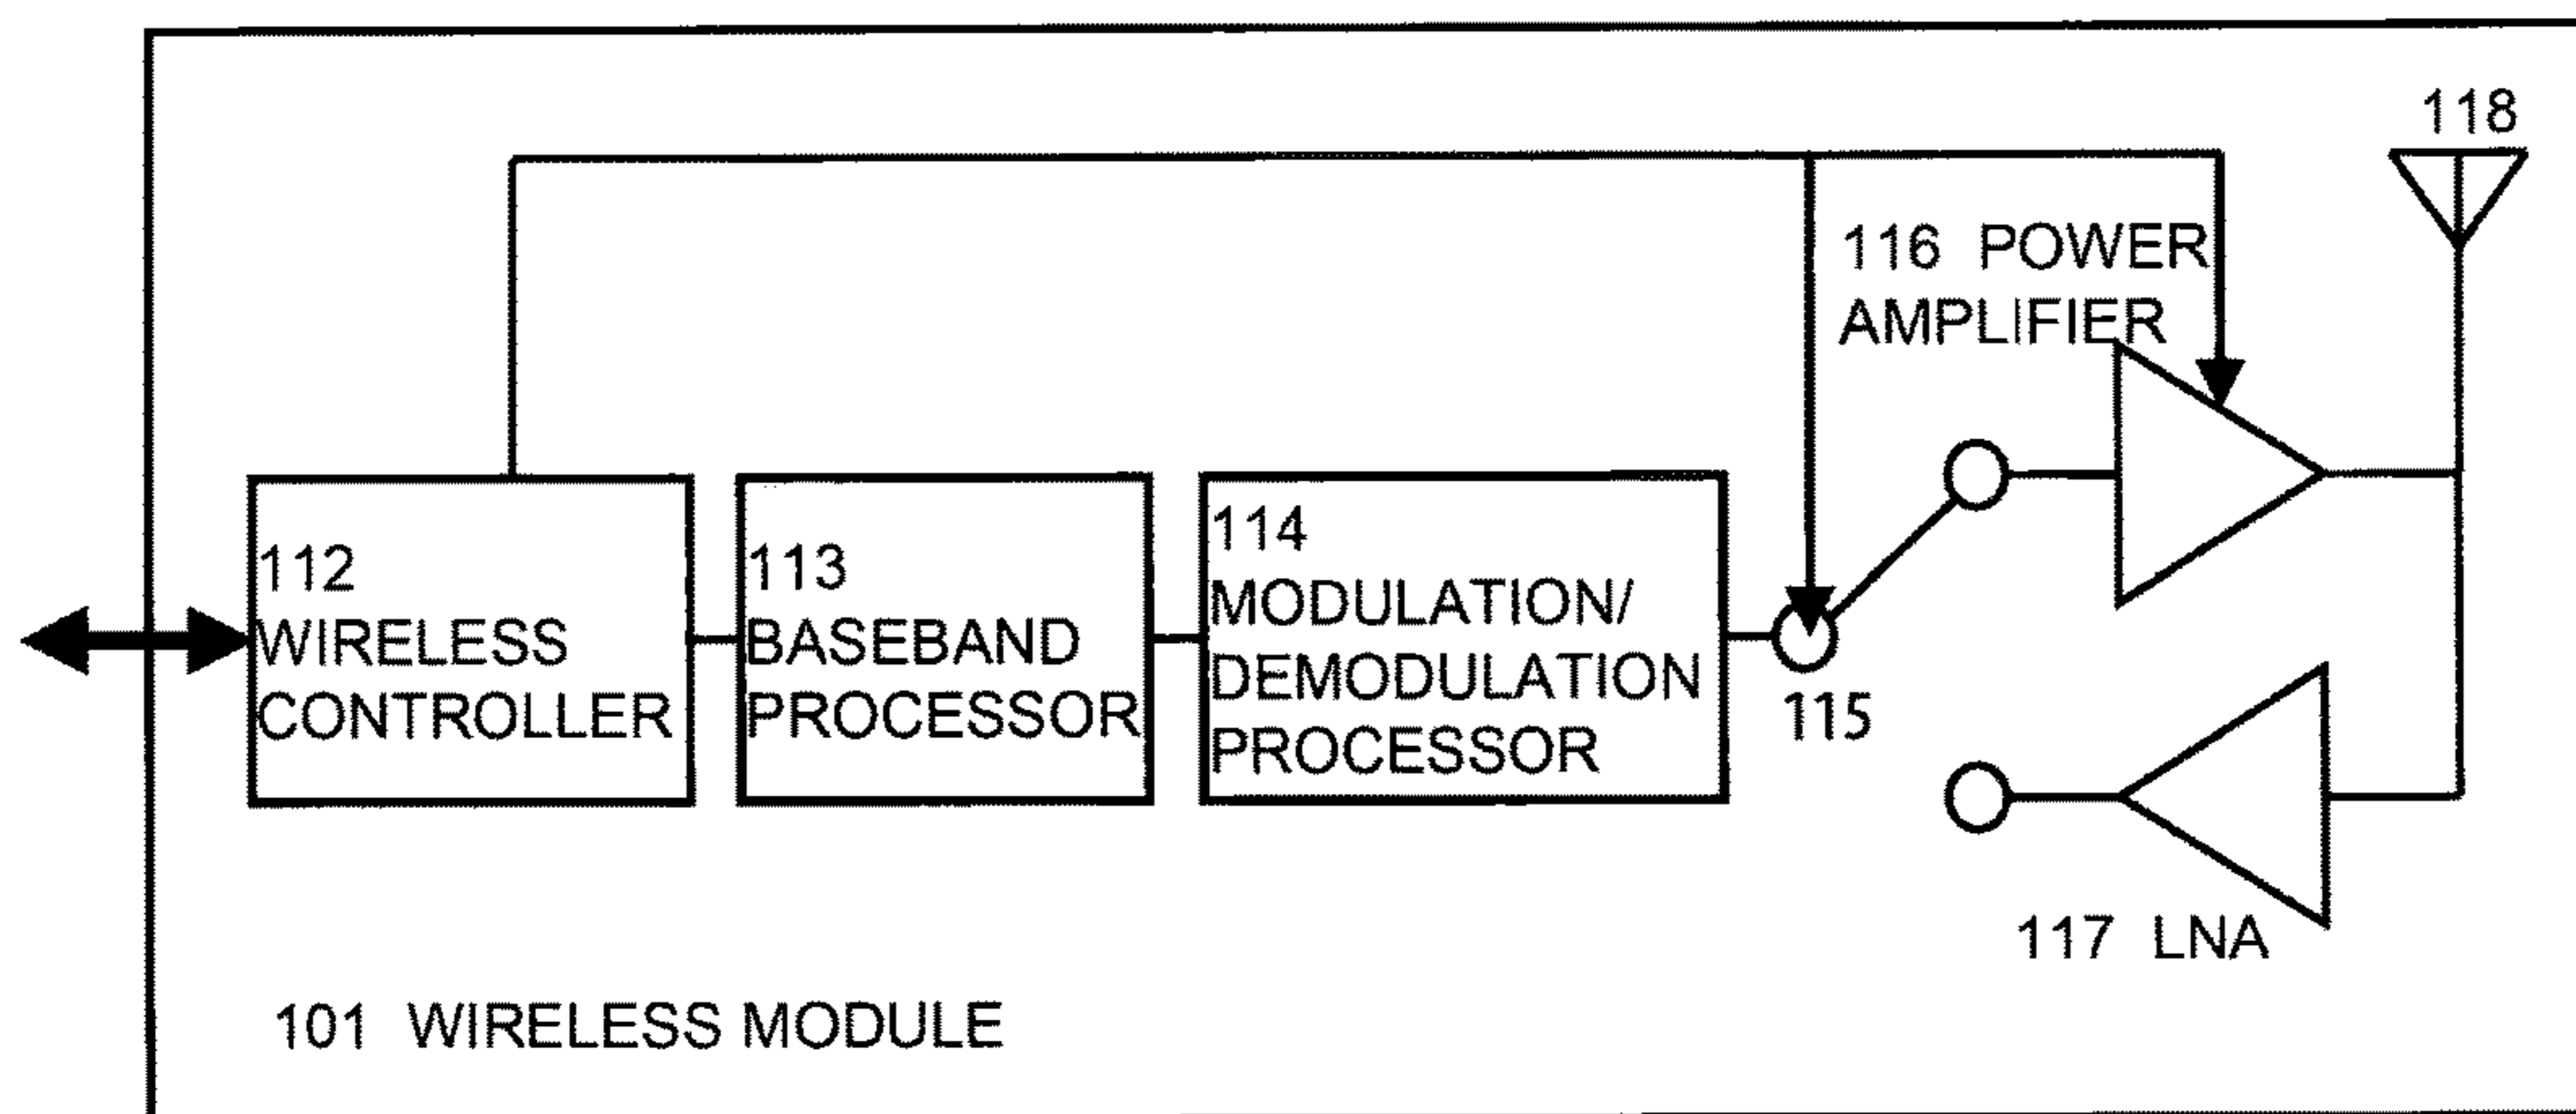 118
116 POWER
AMPLIFIER
112
WIRELESS
CONTROLLER
113
BASEBAND
PROCESSOR
114
MODULATION/
DEMODULATION
PROCESSOR
115
117 LNA
101 WIRELESS MODULE